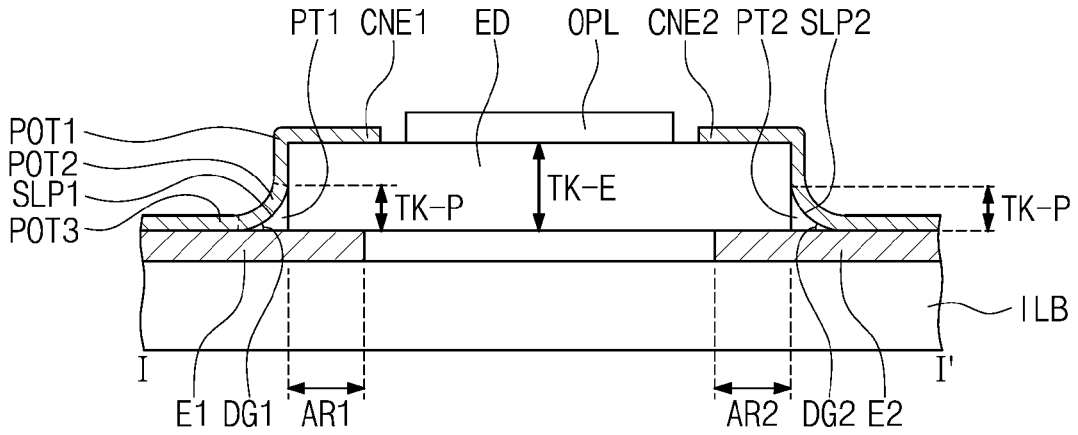 PT1 CNE1 ED OPL CNE2 PT2 SLP2
POT1
POT2
SLP1
POT3
TK-P
TK-E
TK-P
ILB
I I'
E1 DG1 AR1 AR2 DG2 E2